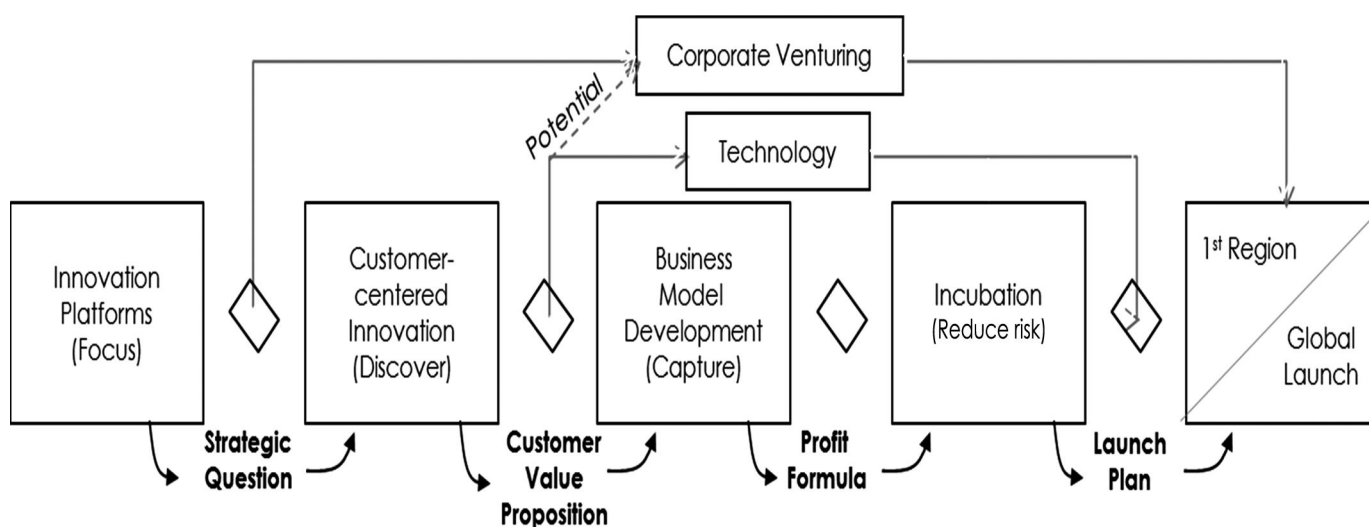 Corporate Venturing
Potential
Technology
Innovation
Platforms
(Focus)
Customer-
centered
Innovation
(Discover)
Business
Model
Development
(Capture)
Incubation
(Reduce risk)
1st Region
Global
Launch
Strategic
Question
Customer
Value
Proposition
Profit
Formula
Launch
Plan